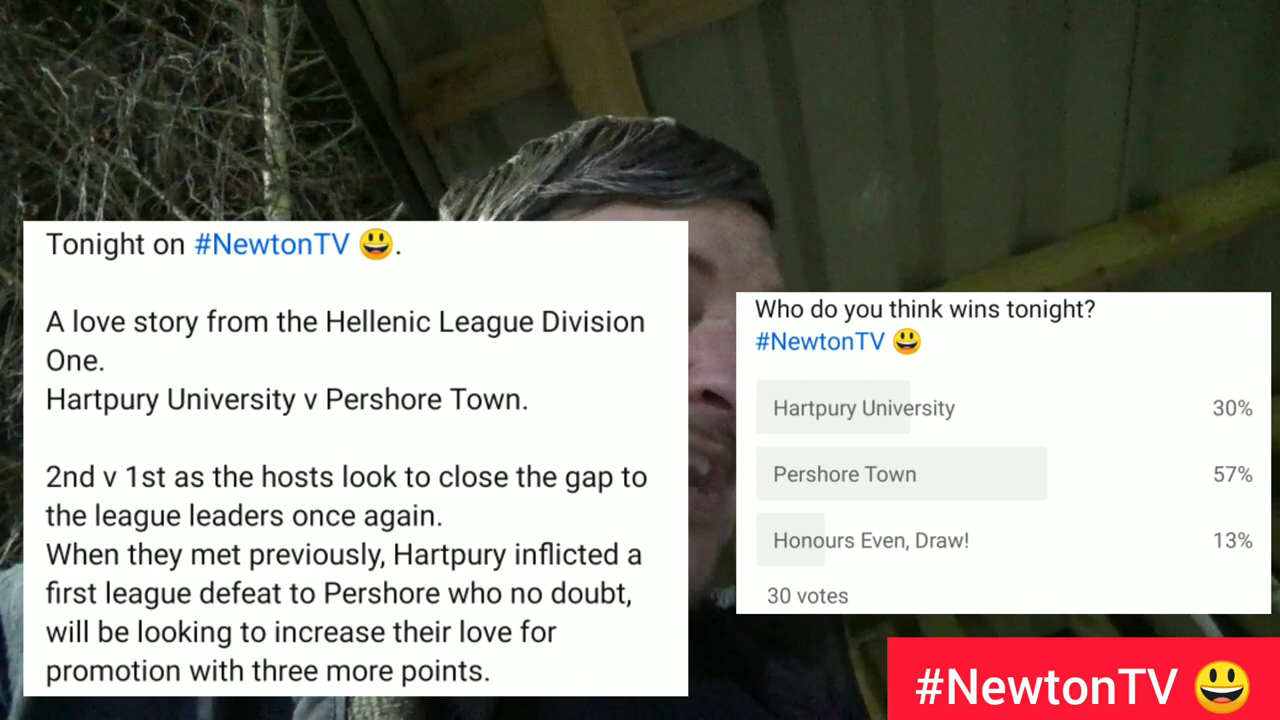 Tonight on #NewtonTV 😃.
A love story from the Hellenic League Division
One.
Hartpury University v Pershore Town.
2nd v 1st as the hosts look to close the gap to
the league leaders once again.
When they met previously, Hartpury inflicted a
first league defeat to Pershore who no doubt,
will be looking to increase their love for
promotion with three more points.
Who do you think wins tonight?
#NewtonTV 😃
Hartpury University 30%
Pershore Town 57%
Honours Even, Draw! 13%
30 votes
#NewtonTV 😃